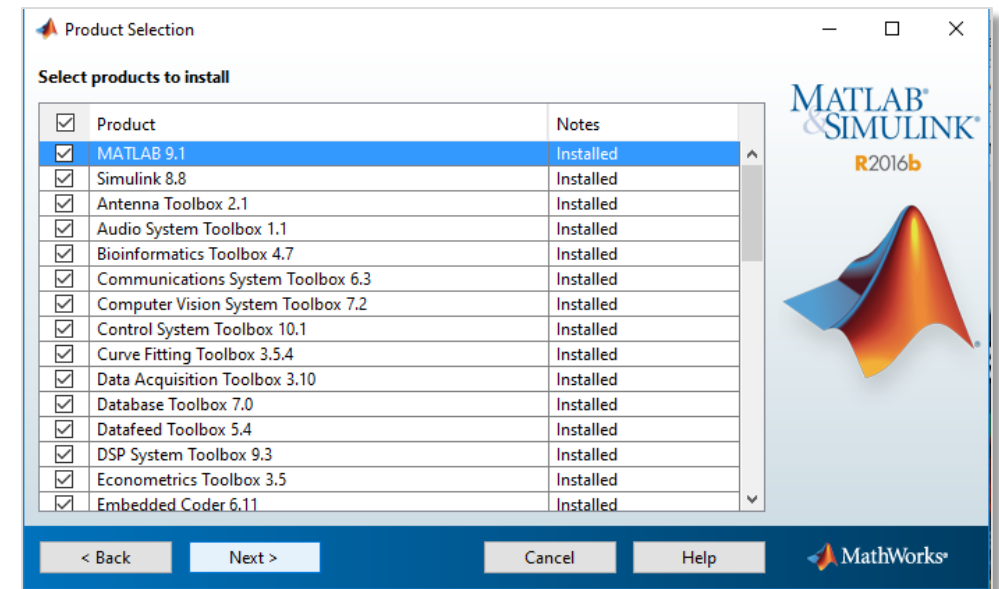 Product Selection
Select products to install
Product Notes
MATLAB 9.1 Installed
Simulink 8.8 Installed
Antenna Toolbox 2.1 Installed
Audio System Toolbox 1.1 Installed
Bioinformatics Toolbox 4.7 Installed
Communications System Toolbox 6.3 Installed
Computer Vision System Toolbox 7.2 Installed
Control System Toolbox 10.1 Installed
Curve Fitting Toolbox 3.5.4 Installed
Data Acquisition Toolbox 3.10 Installed
Database Toolbox 7.0 Installed
Datafeed Toolbox 5.4 Installed
DSP System Toolbox 9.3 Installed
Econometrics Toolbox 3.5 Installed
Embedded Coder 6.11 Installed
MATLAB®
&SIMULINK®
R2016b
®
< Back Next > Cancel Help MathWorks®